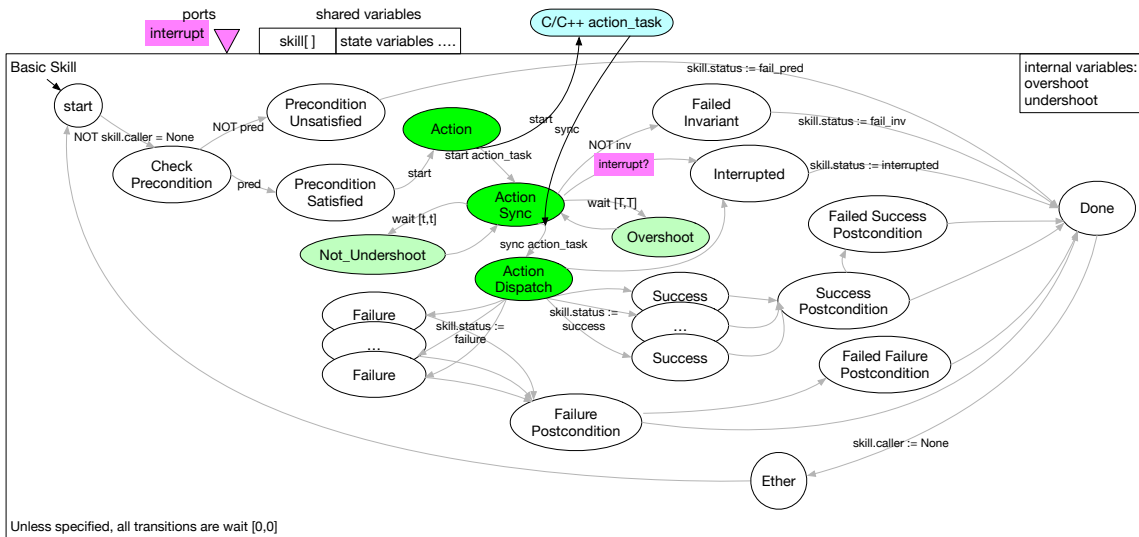 ports
shared variables
C/C++ action_task
interrupt
skill[ ]
state variables ....
Basic Skill
internal variables:
overshoot
undershoot
skill.status := fail_pred
start
Precondition
Unsatisfied
Failed
Invariant
Action
start
sync
skill.status := fail_inv
NOT skill.caller = None
NOT pred
NOT inv
start action_task
Check
Precondition
interrupt?
skill.status := interrupted
Interrupted
pred
Precondition
Satisfied
start
Action
Sync
wait [T,T]
Done
wait [t,t]
Failed Success
Postcondition
Overshoot
Not_Undershoot
sync action_task
Action
Dispatch
Success
Success
Postcondition
Failure
skill.status :=
failure
skill.status :=
success
...
...
Success
Failure
Failed Failure
Postcondition
Failure
Postcondition
skill.caller := None
Ether
Unless specified, all transitions are wait [0,0]